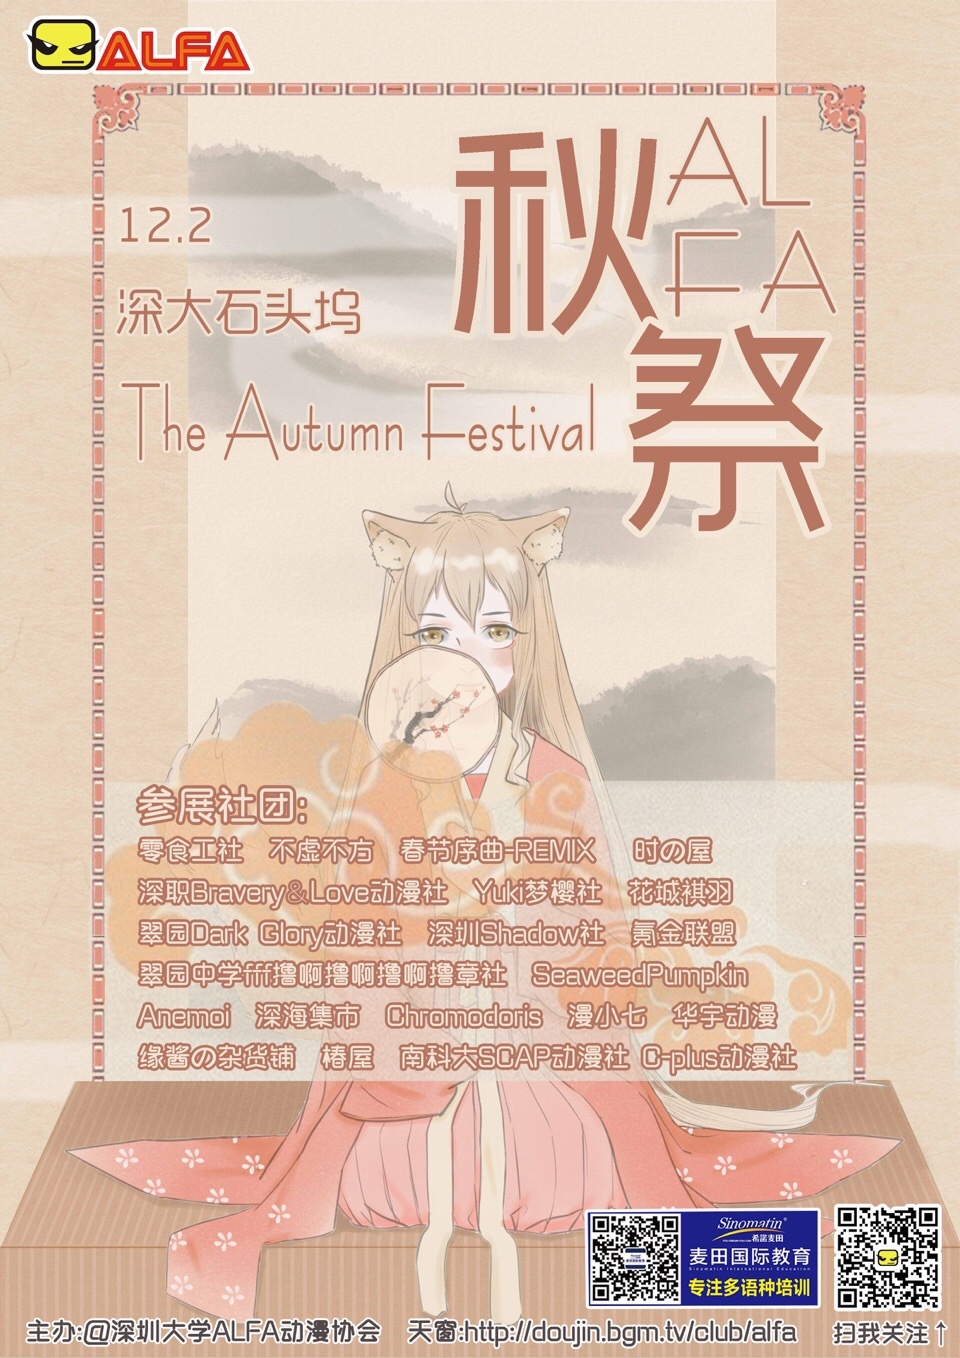 ALFA
秋祭
AL
FA
12.2
深大石头坞
The Autumn Festival
参展社团:
零食工社 不虚不方 春节序曲-REMIX 时の屋
深职Bravery&Love动漫社 Yuki梦樱社 花城祺羽
翠园Dark Glory动漫社 深圳Shadow社 氪金联盟
翠园中学fff撸啊撸啊撸啊撸章社 SeaweedPumpkin
Anemoi 深海集市 Chromodoris 漫小七 华宇动漫
缘酱の杂货铺 椿屋 南科大SCAP动漫社 C-plus动漫社
Sinomatin®
希諾麦田
麦田国际教育
Sinomatin International Education
专注多语种培训
主办:@深圳大学ALFA动漫协会 天窗:http://doujin.bgm.tv/club/alfa 扫我关注↑